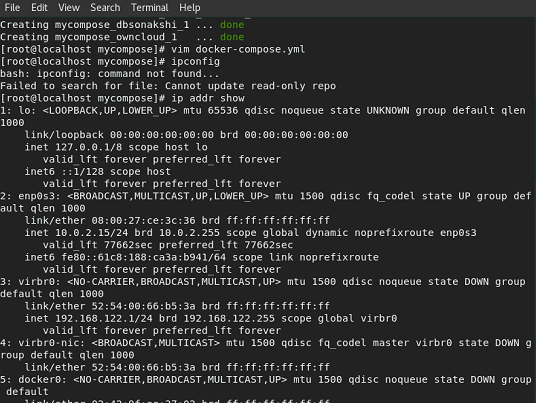 File Edit View Search Terminal Help
Creating mycompose_dbsonakshi_1 ... done
Creating mycompose_owncloud_1   ... done
[root@localhost mycompose]# vim docker-compose.yml
[root@localhost mycompose]# ipconfig
bash: ipconfig: command not found...
Failed to search for file: Cannot update read-only repo
[root@localhost mycompose]# ip addr show
1: lo: <LOOPBACK,UP,LOWER_UP> mtu 65536 qdisc noqueue state UNKNOWN group default qlen
1000
    link/loopback 00:00:00:00:00:00 brd 00:00:00:00:00:00
    inet 127.0.0.1/8 scope host lo
       valid_lft forever preferred_lft forever
    inet6 ::1/128 scope host
       valid_lft forever preferred_lft forever
2: enp0s3: <BROADCAST,MULTICAST,UP,LOWER_UP> mtu 1500 qdisc fq_codel state UP group def
ault qlen 1000
    link/ether 08:00:27:ce:3c:36 brd ff:ff:ff:ff:ff:ff
    inet 10.0.2.15/24 brd 10.0.2.255 scope global dynamic noprefixroute enp0s3
       valid_lft 77662sec preferred_lft 77662sec
    inet6 fe80::61c8:188:ca3a:b941/64 scope link noprefixroute
       valid_lft forever preferred_lft forever
3: virbr0: <NO-CARRIER,BROADCAST,MULTICAST,UP> mtu 1500 qdisc noqueue state DOWN group
default qlen 1000
    link/ether 52:54:00:66:b5:3a brd ff:ff:ff:ff:ff:ff
    inet 192.168.122.1/24 brd 192.168.122.255 scope global virbr0
       valid_lft forever preferred_lft forever
4: virbr0-nic: <BROADCAST,MULTICAST> mtu 1500 qdisc fq_codel master virbr0 state DOWN g
roup default qlen 1000
    link/ether 52:54:00:66:b5:3a brd ff:ff:ff:ff:ff:ff
5: docker0: <NO-CARRIER,BROADCAST,MULTICAST,UP> mtu 1500 qdisc noqueue state DOWN group
 default